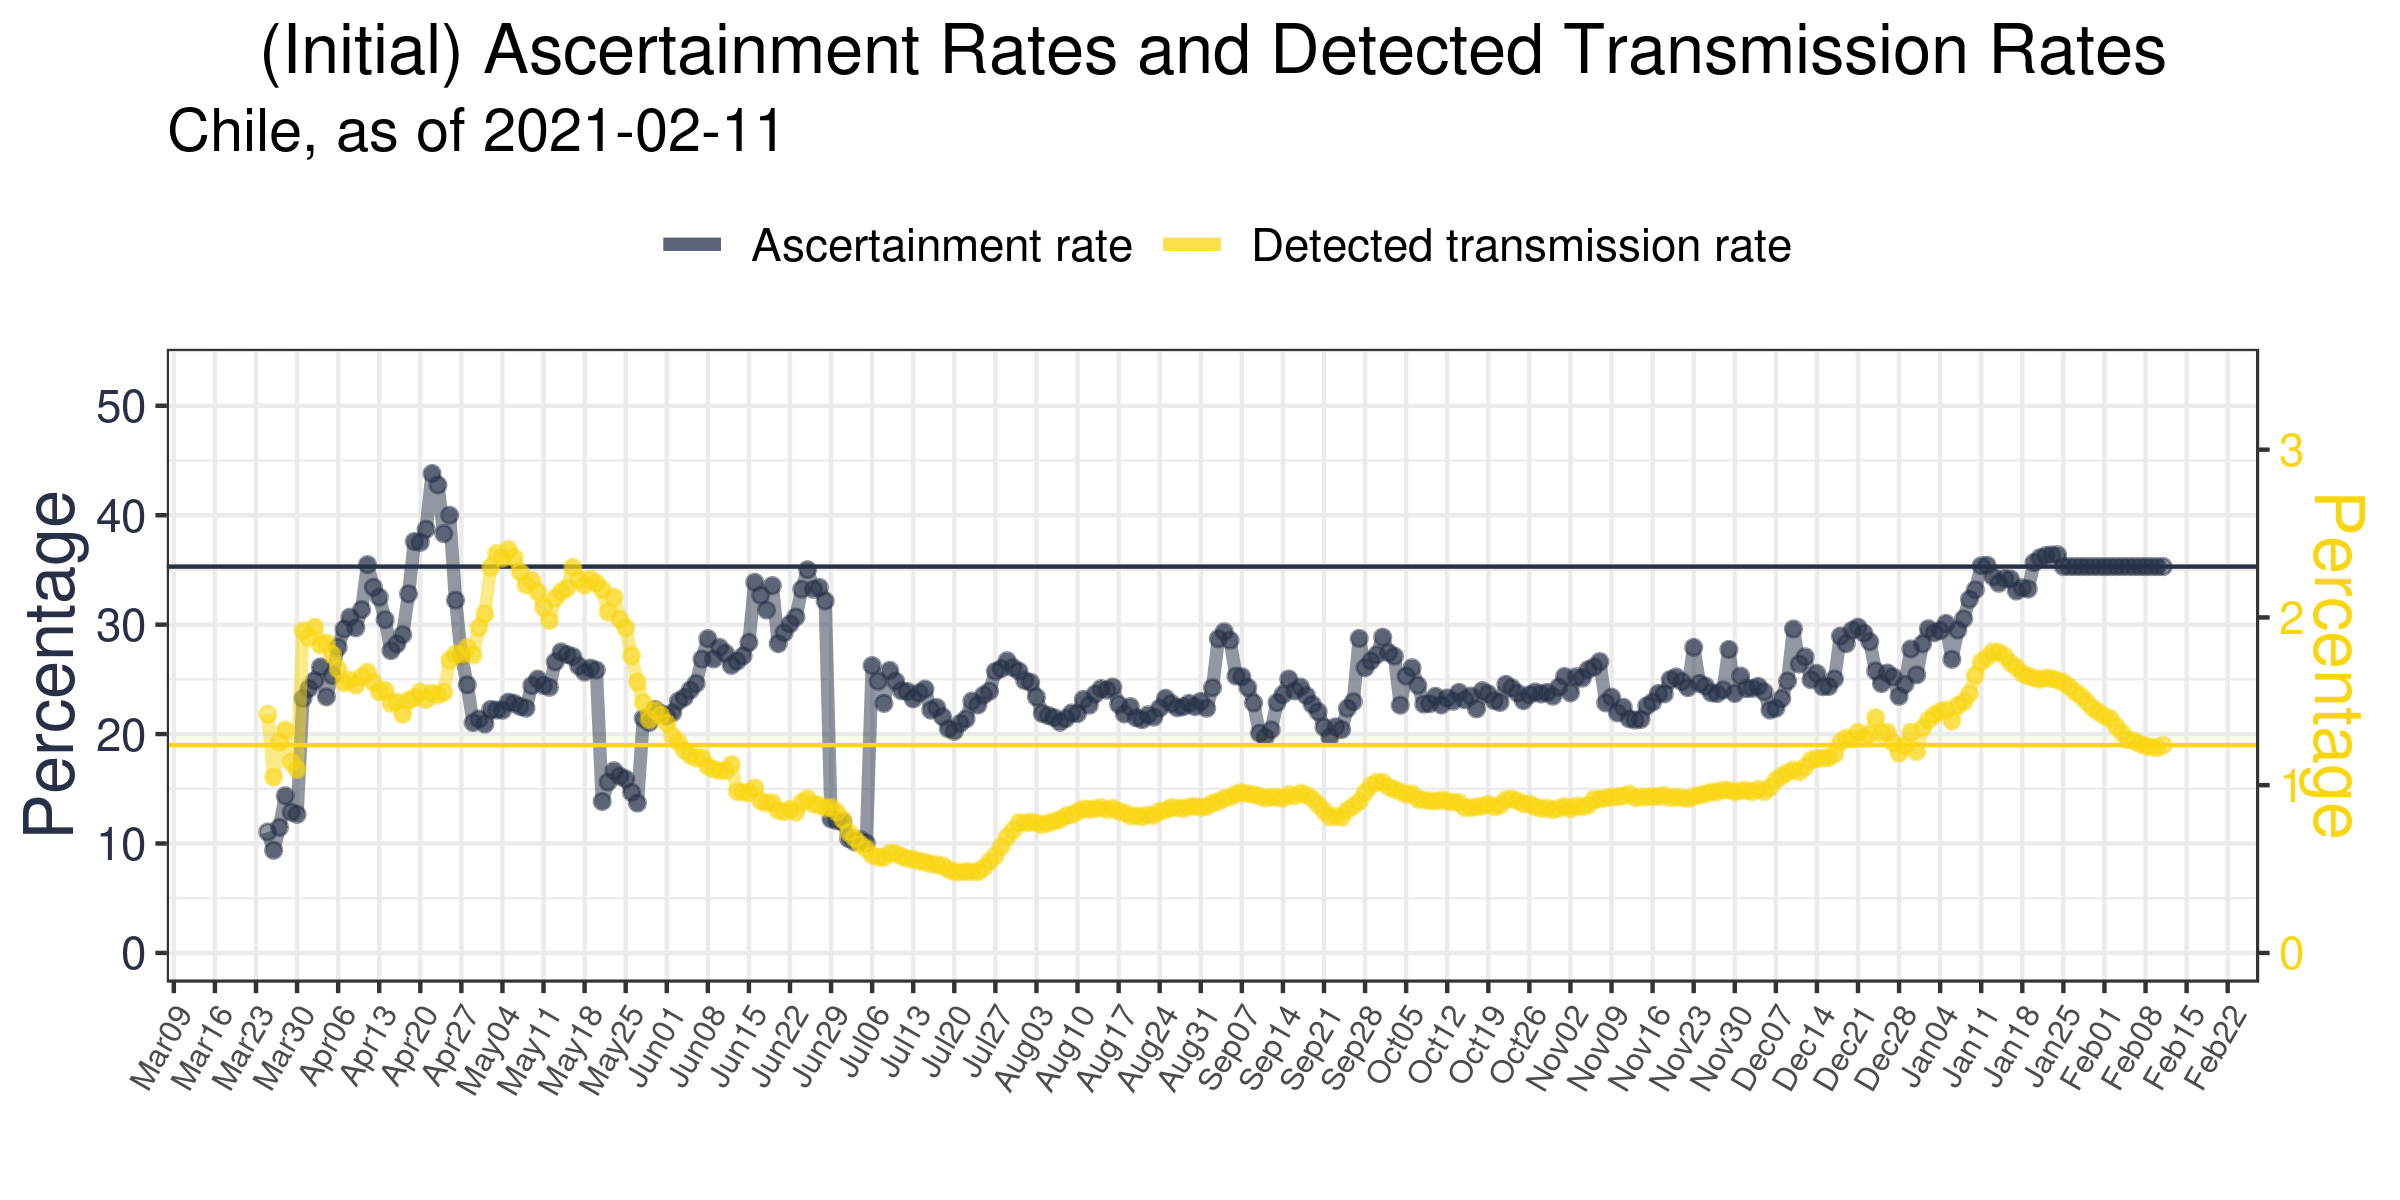 (Initial) Ascertainment Rates and Detected Transmission Rates
Chile, as of 2021-02-11
Ascertainment rate Detected transmission rate
Percentage
50
40
30
20
10
0
3
2
1
0
Percentage
Mar09 Mar16 Mar23 Mar30 Apr06 Apr13 Apr20 Apr27 May04 May11 May18 May25 Jun01 Jun08 Jun15 Jun22 Jun29 Jul06 Jul13 Jul20 Jul27 Aug03 Aug10 Aug17 Aug24 Aug31 Sep07 Sep14 Sep21 Sep28 Oct05 Oct12 Oct19 Oct26 Nov02 Nov09 Nov16 Nov23 Nov30 Dec07 Dec14 Dec21 Dec28 Jan04 Jan11 Jan18 Jan25 Feb01 Feb08 Feb15 Feb22